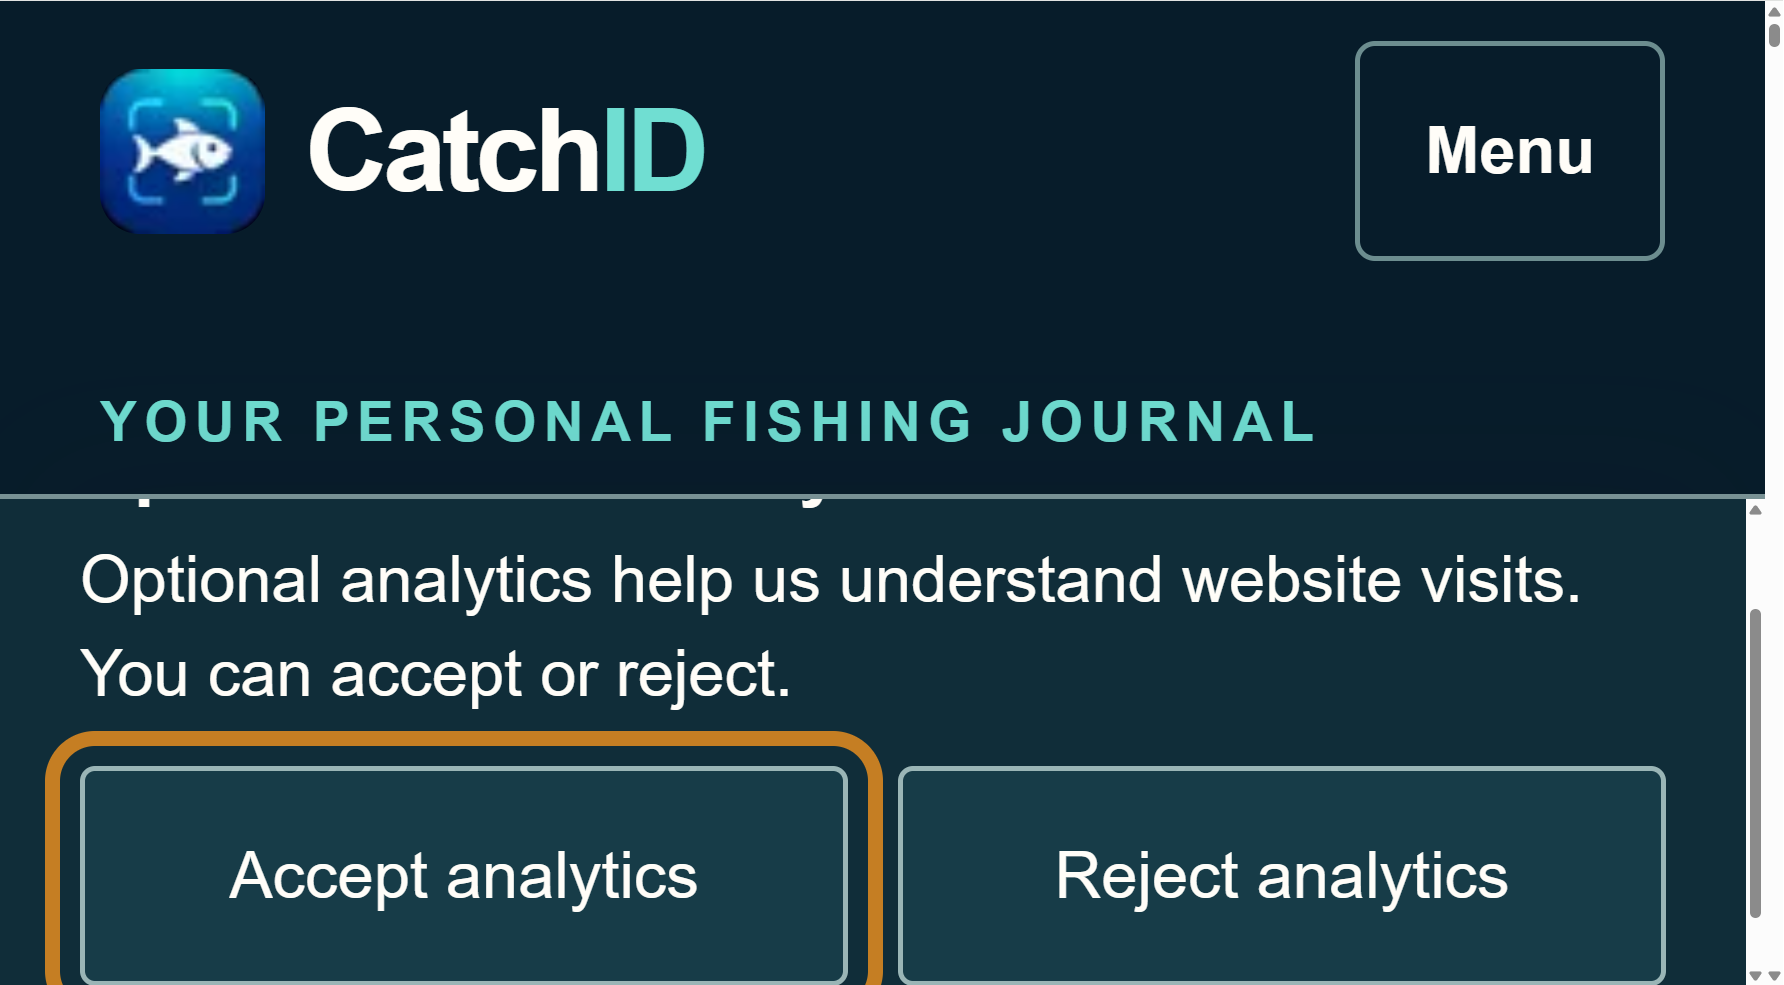 CatchID
Menu
YOUR PERSONAL FISHING JOURNAL
Optional analytics help us understand website visits.
You can accept or reject.
Accept analytics
Reject analytics